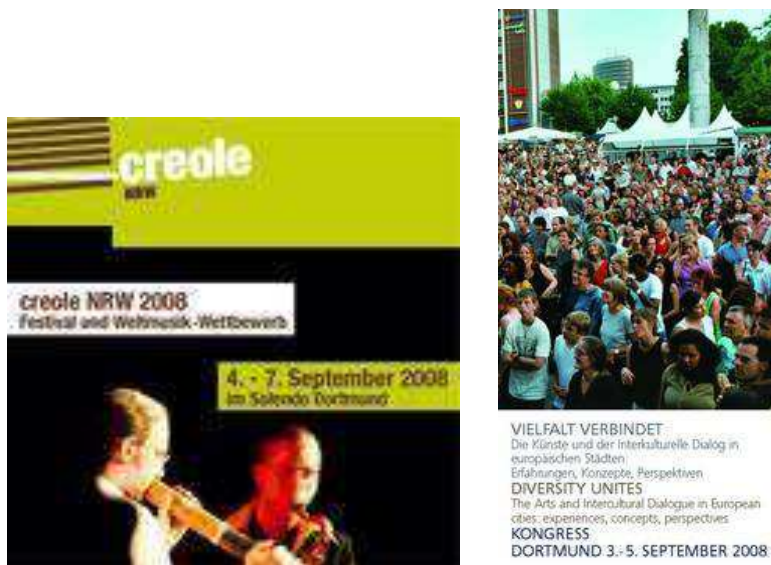 creole
NRW
creole NRW 2008
Festival und Weltmusik-Wettbewerb
4. - 7. September 2008
im Solendo Dortmund
VIELFALT VERBINDET
Die Künste und der Interkulturelle Dialog in
europäischen Städten:
Erfahrungen, Konzepte, Perspektiven
DIVERSITY UNITES
The Arts and Intercultural Dialogue in European
cities: experiences, concepts, perspectives
KONGRESS
DORTMUND 3.-5. SEPTEMBER 2008